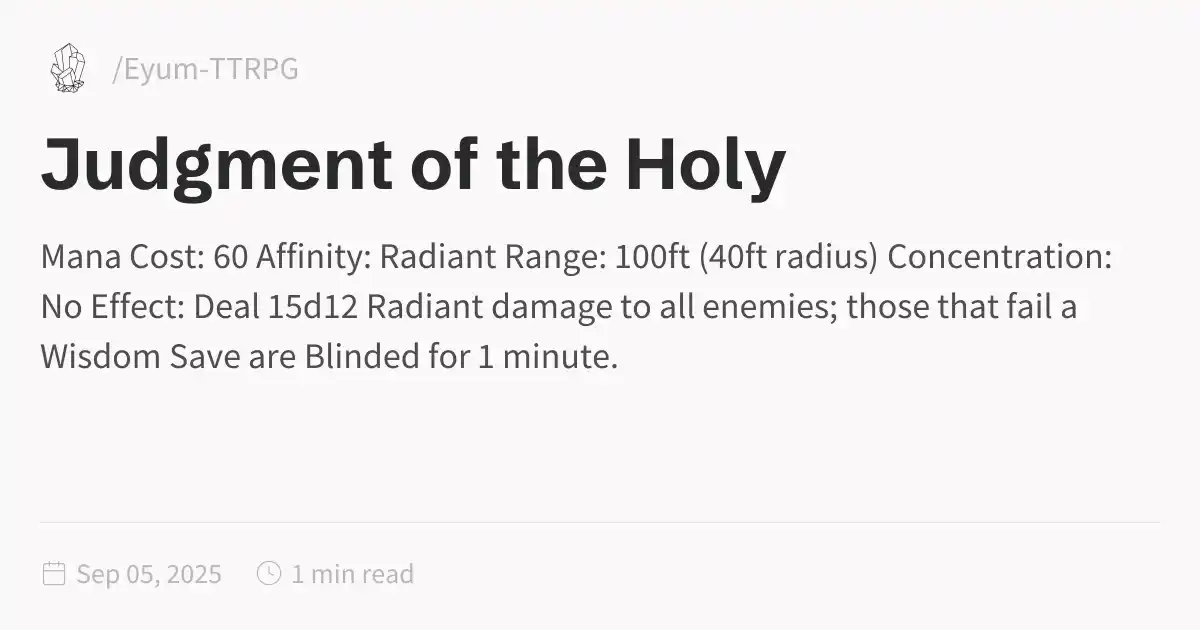 /Eyum-TTRPG
Judgment of the Holy
Mana Cost: 60 Affinity: Radiant Range: 100ft (40ft radius) Concentration:
No Effect: Deal 15d12 Radiant damage to all enemies; those that fail a
Wisdom Save are Blinded for 1 minute.
Sep 05, 2025 1 min read